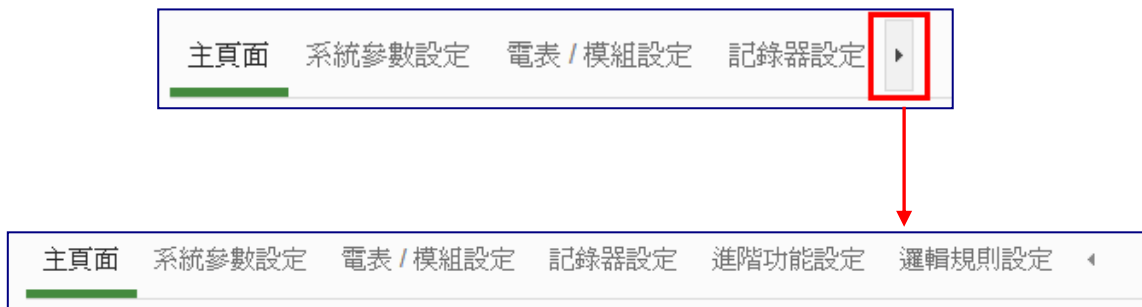 主頁面 系統參數設定 電表 / 模組設定 記錄器設定
主頁面 系統參數設定 電表 / 模組設定 記錄器設定 進階功能設定 邏輯規則設定